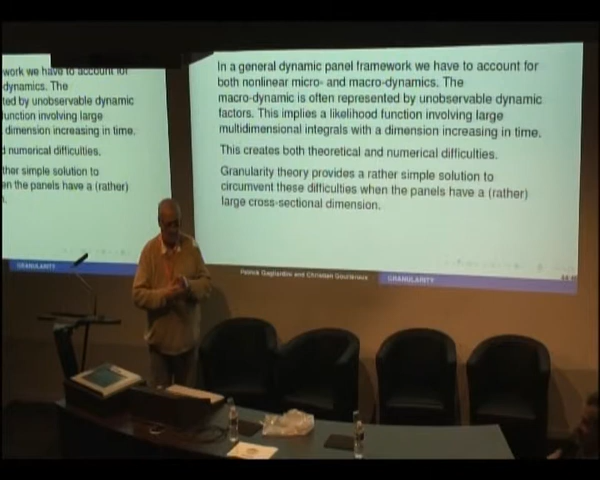 work we have to account for
dynamics. The
ted by unobservable dynamic
function involving large
dimension increasing in time.
d numerical difficulties.
ther simple solution to
en the panels have a (rather)
GRANULARITY
In a general dynamic panel framework we have to account for
both nonlinear micro- and macro-dynamics. The
macro-dynamic is often represented by unobservable dynamic
factors. This implies a likelihood function involving large
multidimensional integrals with a dimension increasing in time.
This creates both theoretical and numerical difficulties.
Granularity theory provides a rather simple solution to
circumvent these difficulties when the panels have a (rather)
large cross-sectional dimension.
Patrick Gagliardini and Christian Gouriéroux
GRANULARITY